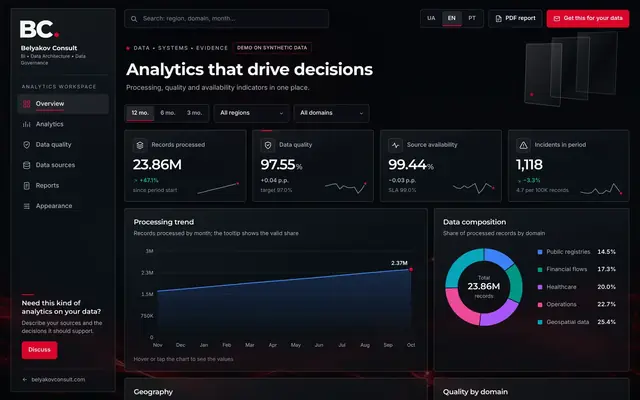 BC.
Belyakov Consult
BI • Data Architecture • Data
Governance
ANALYTICS WORKSPACE
Overview
Analytics
Data quality
Data sources
Reports
Appearance
Need this kind of
analytics on your data?
Describe your sources and the
decisions it should support.
Discuss
← belyakovconsult.com
Search: region, domain, month...
UA EN PT
PDF report
Get this for your data
DATA • SYSTEMS • EVIDENCE
DEMO ON SYNTHETIC DATA
Analytics that drive decisions
Processing, quality and availability indicators in one place.
12 mo. 6 mo. 3 mo.
All regions
All domains
Records processed
23.86M
+47.1%
since period start
Data quality
97.55%
+0.04 p.p.
target 97.0%
Source availability
99.44%
−0.03 p.p.
SLA 99.0%
Incidents in period
1,118
−3.3%
4.7 per 100K records
Processing trend
Records processed by month; the tooltip shows the valid share
3M
2.3M
1.5M
750K
0
2.37M
Nov Dec Jan Feb Mar Apr May Jun Jul Aug Sep Oct
Hover or tap the chart to see the values
Data composition
Share of processed records by domain
Total
23.86M
records
Public registries 14.5%
Financial flows 17.3%
Healthcare 20.0%
Operations 22.7%
Geospatial data 25.4%
Geography
Quality by domain